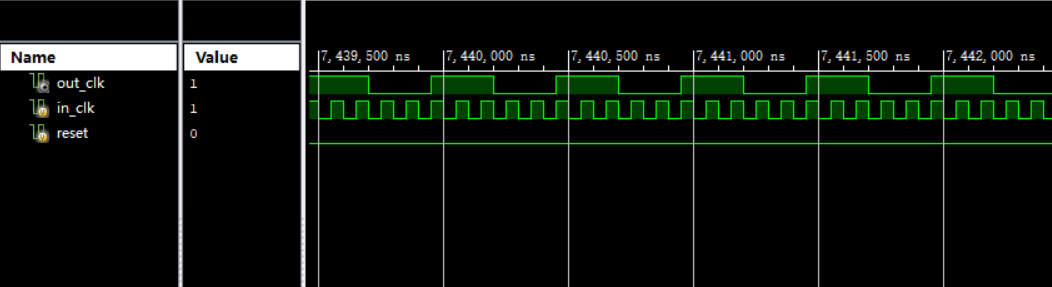 7,439,500 ns 7,440,000 ns 7,440,500 ns 7,441,000 ns 7,441,500 ns 7,442,000 ns
Name Value
out_clk 1
in_clk 1
reset 0